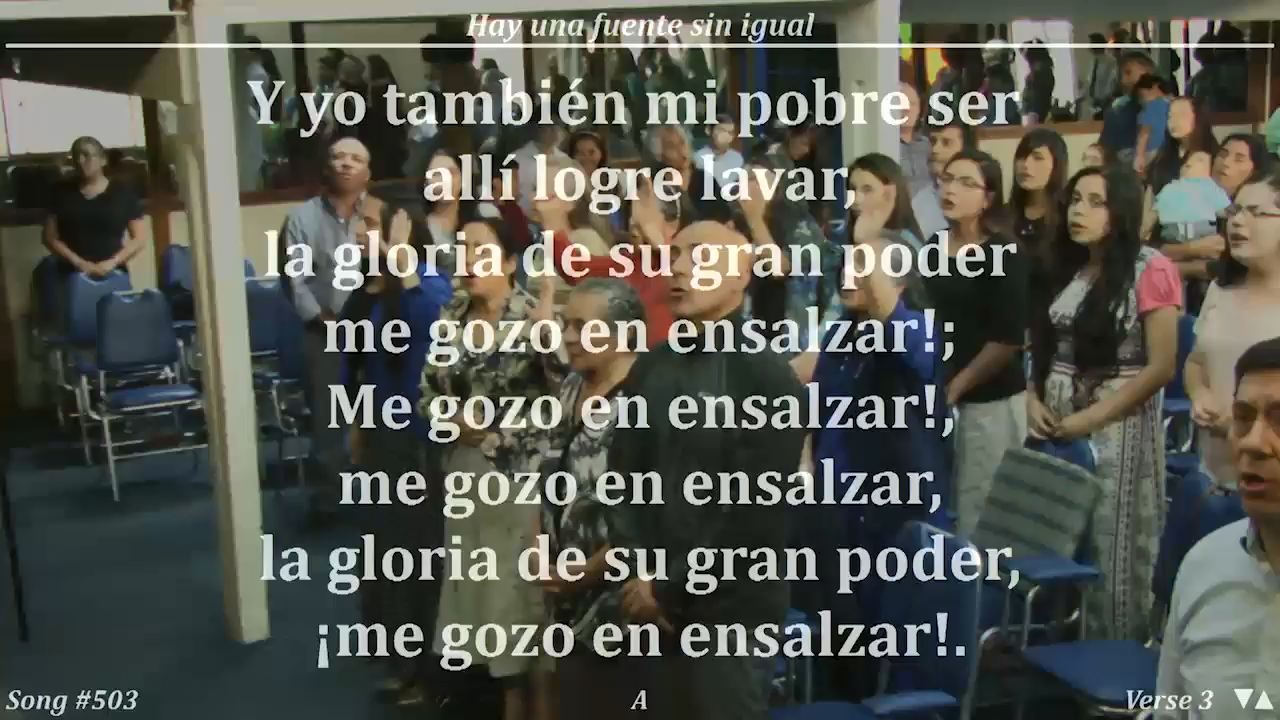 Hay una fuente sin igual
Y yo también mi pobre ser
allí logre lavar,
la gloria de su gran poder
me gozo en ensalzar!;
Me gozo en ensalzar!,
me gozo en ensalzar,
la gloria de su gran poder,
¡me gozo en ensalzar!.
Song #503 A Verse 3 ▼▲